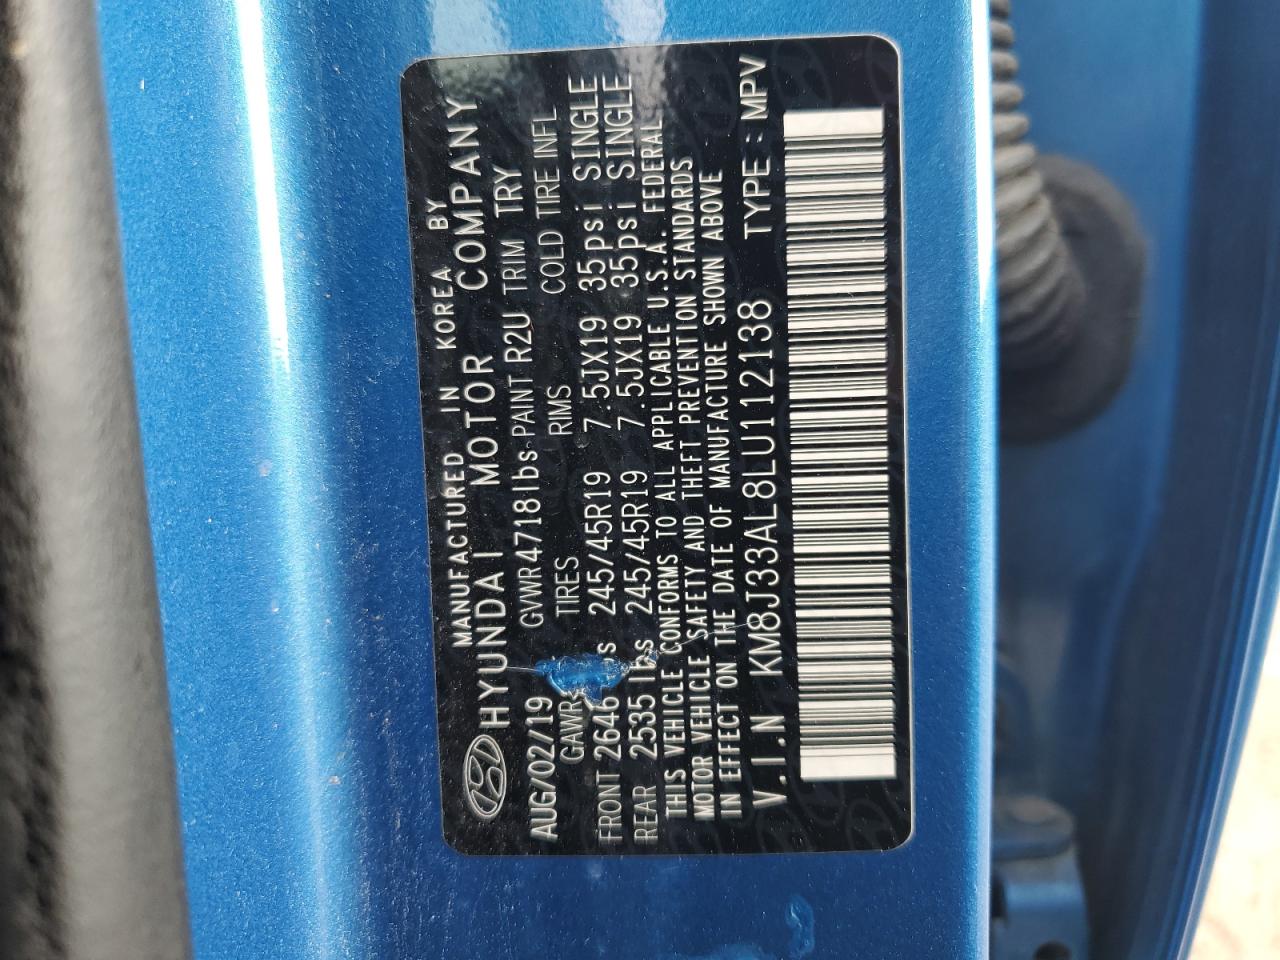 MANUFACTURED IN KOREA BY
HYUNDAI MOTOR COMPANY
AUG/02/19 GVWR 4718lbs PAINT R2U TRIM TRY
GAWR TIRES RIMS COLD TIRE INFL
FRONT 2646 245/45R19 7.5JX19 35psi SINGLE
REAR 2535 lbs 245/45R19 7.5JX19 35psi SINGLE
THIS VEHICLE CONFORMS TO ALL APPLICABLE U.S.A. FEDERAL
MOTOR VEHICLE SAFETY AND THEFT PREVENTION STANDARDS
IN EFFECT ON THE DATE OF MANUFACTURE SHOWN ABOVE
V.I.N KM8J33AL8LU112138 TYPE : MPV